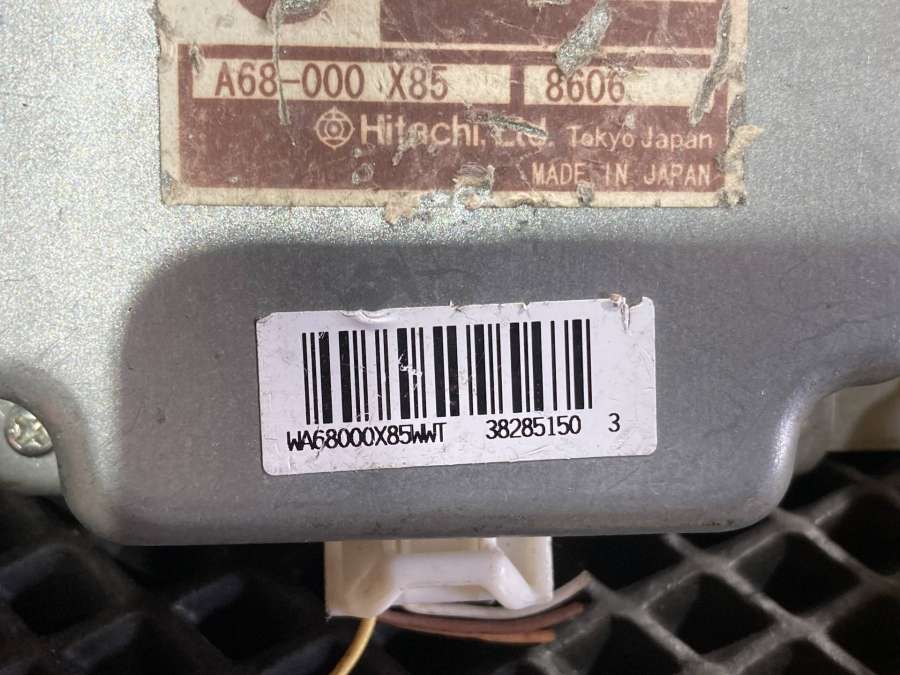 A68-000 X85 8606
Hitachi, Ltd. Tokyo Japan
MADE IN JAPAN
WA68000X85WWT 38285150 3